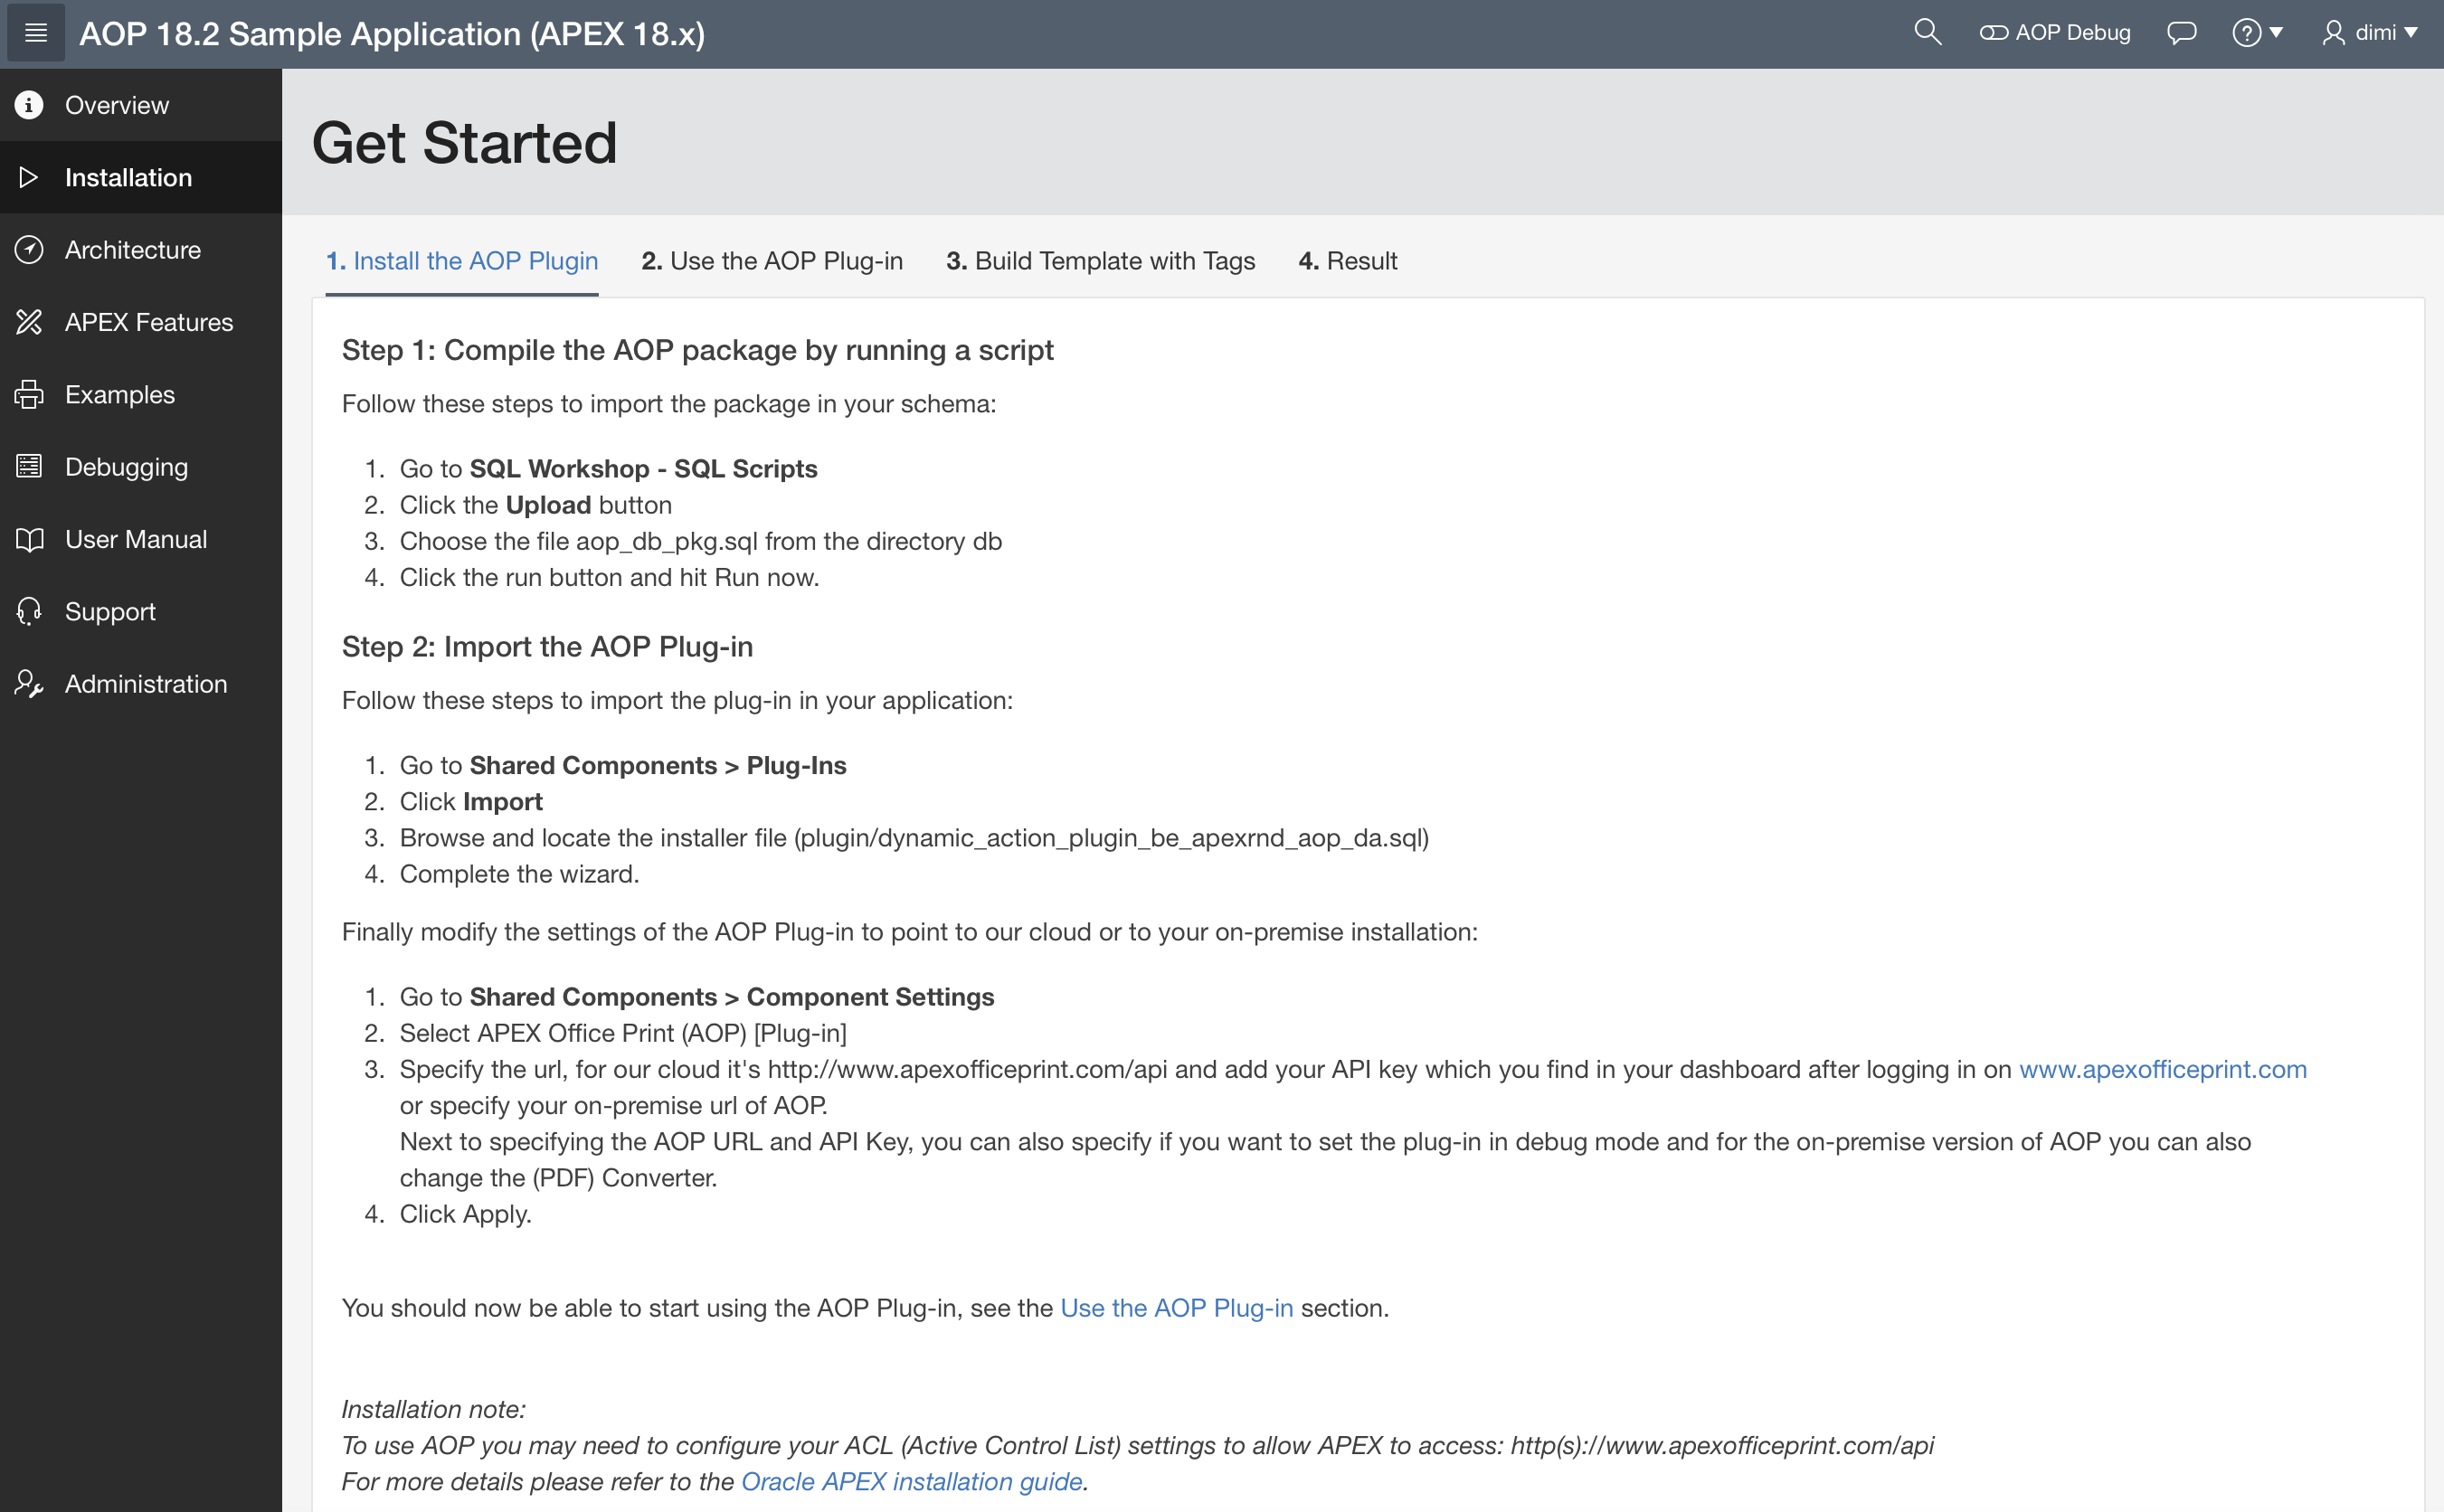 AOP 18.2 Sample Application (APEX 18.x)
AOP Debug
dimi
Overview
Installation
Architecture
APEX Features
Examples
Debugging
User Manual
Support
Administration
Get Started
1. Install the AOP Plugin
2. Use the AOP Plug-in
3. Build Template with Tags
4. Result
Step 1: Compile the AOP package by running a script
Follow these steps to import the package in your schema:
1. Go to SQL Workshop - SQL Scripts
2. Click the Upload button
3. Choose the file aop_db_pkg.sql from the directory db
4. Click the run button and hit Run now.
Step 2: Import the AOP Plug-in
Follow these steps to import the plug-in in your application:
1. Go to Shared Components > Plug-Ins
2. Click Import
3. Browse and locate the installer file (plugin/dynamic_action_plugin_be_apexrnd_aop_da.sql)
4. Complete the wizard.
Finally modify the settings of the AOP Plug-in to point to our cloud or to your on-premise installation:
1. Go to Shared Components > Component Settings
2. Select APEX Office Print (AOP) [Plug-in]
3. Specify the url, for our cloud it's http://www.apexofficeprint.com/api and add your API key which you find in your dashboard after logging in on www.apexofficeprint.com
or specify your on-premise url of AOP.
Next to specifying the AOP URL and API Key, you can also specify if you want to set the plug-in in debug mode and for the on-premise version of AOP you can also
change the (PDF) Converter.
4. Click Apply.
You should now be able to start using the AOP Plug-in, see the Use the AOP Plug-in section.
Installation note:
To use AOP you may need to configure your ACL (Active Control List) settings to allow APEX to access: http(s)://www.apexofficeprint.com/api
For more details please refer to the Oracle APEX installation guide.